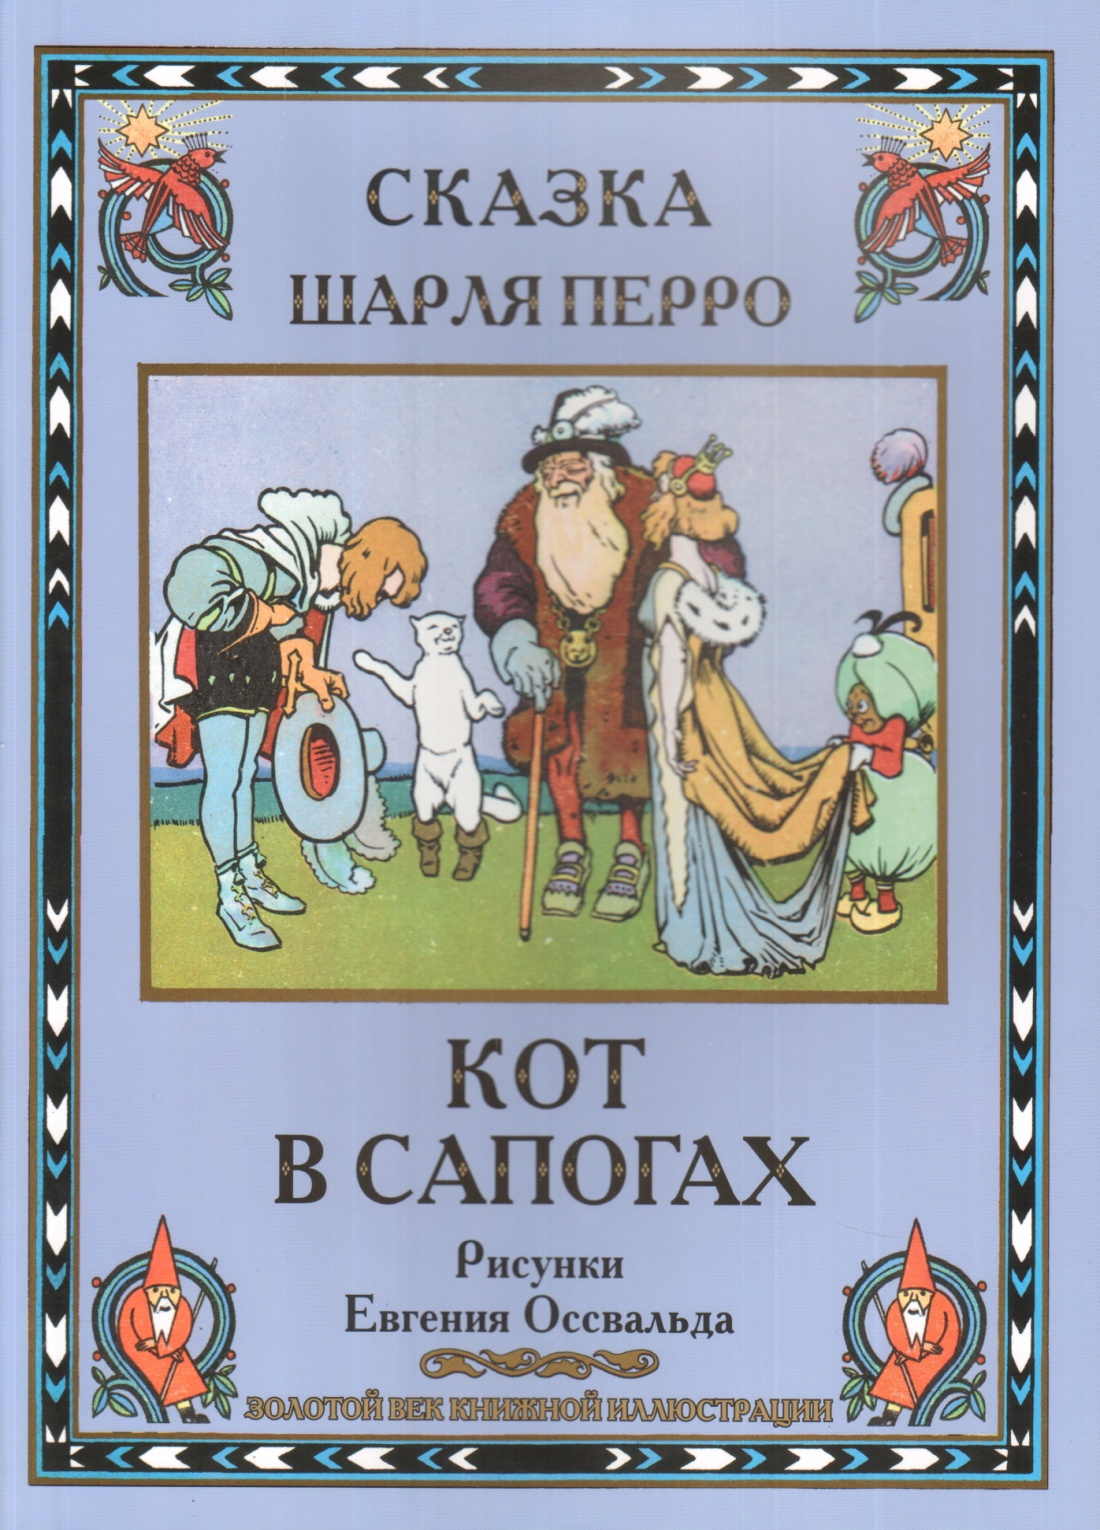 СКАЗКА
ШАРЛЯ ПЕРРО
КОТ
В САПОГАХ
Рисунки
Евгения Оссвальда
ЗОЛОТОЙ ВЕК КНИЖНОЙ ИЛЛЮСТРАЦИИ